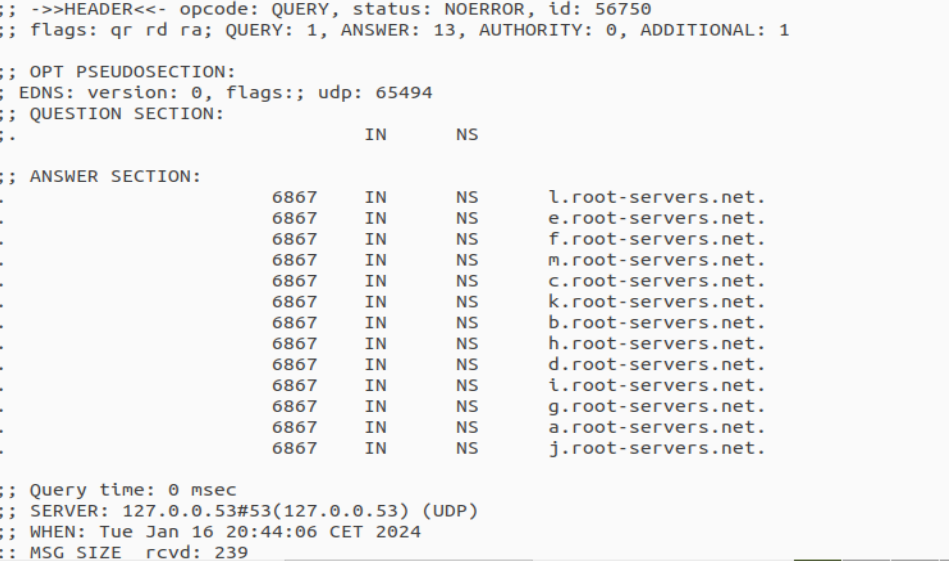 ;; ->>HEADER<<- opcode: QUERY, status: NOERROR, id: 56750
;; flags: qr rd ra; QUERY: 1, ANSWER: 13, AUTHORITY: 0, ADDITIONAL: 1
;; OPT PSEUDOSECTION:
; EDNS: version: 0, flags:; udp: 65494
;; QUESTION SECTION:
;. IN NS
;; ANSWER SECTION:
. 6867 IN NS l.root-servers.net.
. 6867 IN NS e.root-servers.net.
. 6867 IN NS f.root-servers.net.
. 6867 IN NS m.root-servers.net.
. 6867 IN NS c.root-servers.net.
. 6867 IN NS k.root-servers.net.
. 6867 IN NS b.root-servers.net.
. 6867 IN NS h.root-servers.net.
. 6867 IN NS d.root-servers.net.
. 6867 IN NS i.root-servers.net.
. 6867 IN NS g.root-servers.net.
. 6867 IN NS a.root-servers.net.
. 6867 IN NS j.root-servers.net.
;; Query time: 0 msec
;; SERVER: 127.0.0.53#53(127.0.0.53) (UDP)
;; WHEN: Tue Jan 16 20:44:06 CET 2024
;; MSG SIZE rcvd: 239